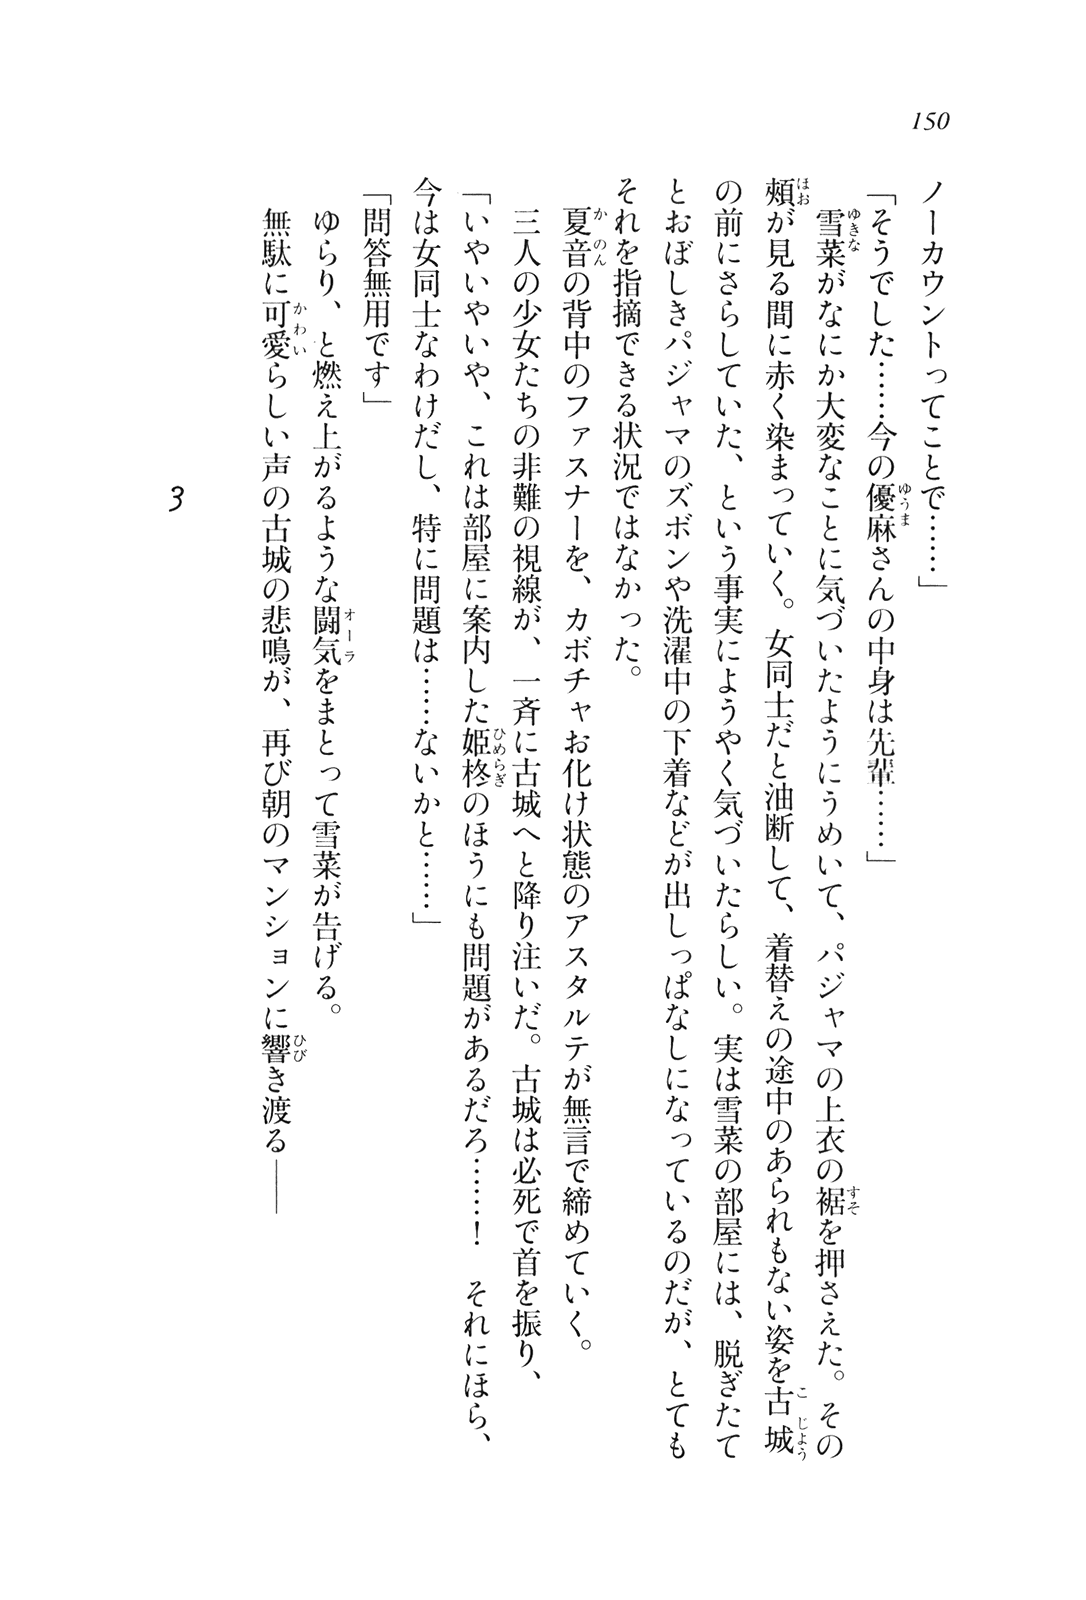 150
ノーカウントってことで……」
「そうでした……今の優麻さんの中身は先輩……」
雪菜がなにか大変なことに気づいたようにうめいて、パジャマの上衣の裾を押さえた。その
頰が見る間に赤く染まっていく。女同士だと油断して、着替えの途中のあられもない姿を古城
の前にさらしていた、という事実にようやく気づいたらしい。実は雪菜の部屋には、脱ぎたて
とおぼしきパジャマのズボンや洗濯中の下着などが出しっぱなしになっているのだが、とても
それを指摘できる状況ではなかった。
夏音の背中のファスナーを、カボチャお化け状態のアスタルテが無言で締めていく。
三人の少女たちの非難の視線が、一斉に古城へと降り注いだ。古城は必死で首を振り、
「いやいやいや、これは部屋に案内した姫柊のほうにも問題があるだろ……！　それにほら、
今は女同士なわけだし、特に問題は……ないかと……」
「問答無用です」
ゆらり、と燃え上がるような闘気をまとって雪菜が告げる。
無駄に可愛らしい声の古城の悲鳴が、再び朝のマンションに響き渡る――
3